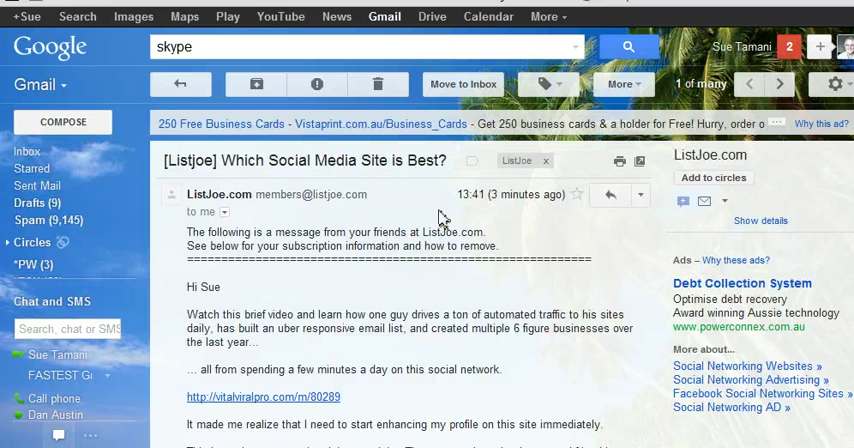 +Sue Search Images Maps Play YouTube News Gmail Drive Calendar More
Google skype Sue Tamani 2 +
Gmail Move to Inbox More 1 of many
COMPOSE
250 Free Business Cards - Vistaprint.com.au/Business_Cards - Get 250 business cards & a holder for Free! Hurry, order o ... Why this ad?
Inbox
Starred
Sent Mail
Drafts (9)
Spam (9,145)
Circles
*PW (3)
Chat and SMS
Search, chat or SMS
Sue Tamani
FASTEST
Call phone
Dan Austin
[Listjoe] Which Social Media Site is Best? ListJoe x
ListJoe.com members@listjoe.com 13:41 (3 minutes ago)
to me
The following is a message from your friends at ListJoe.com.
See below for your subscription information and how to remove.
============================================================
Hi Sue
Watch this brief video and learn how one guy drives a ton of automated traffic to his sites
daily, has built an uber responsive email list, and created multiple 6 figure businesses over
the last year...
... all from spending a few minutes a day on this social network.
http://vitalviralpro.com/m/80289
It made me realize that I need to start enhancing my profile on this site immediately.
ListJoe.com
Add to circles
Show details
Ads – Why these ads?
Debt Collection System
Optimise debt recovery
Award winning Aussie technology
www.powerconnex.com.au
More about...
Social Networking Websites »
Social Networking Advertising »
Facebook Social Networking Sites »
Social Networking AD »